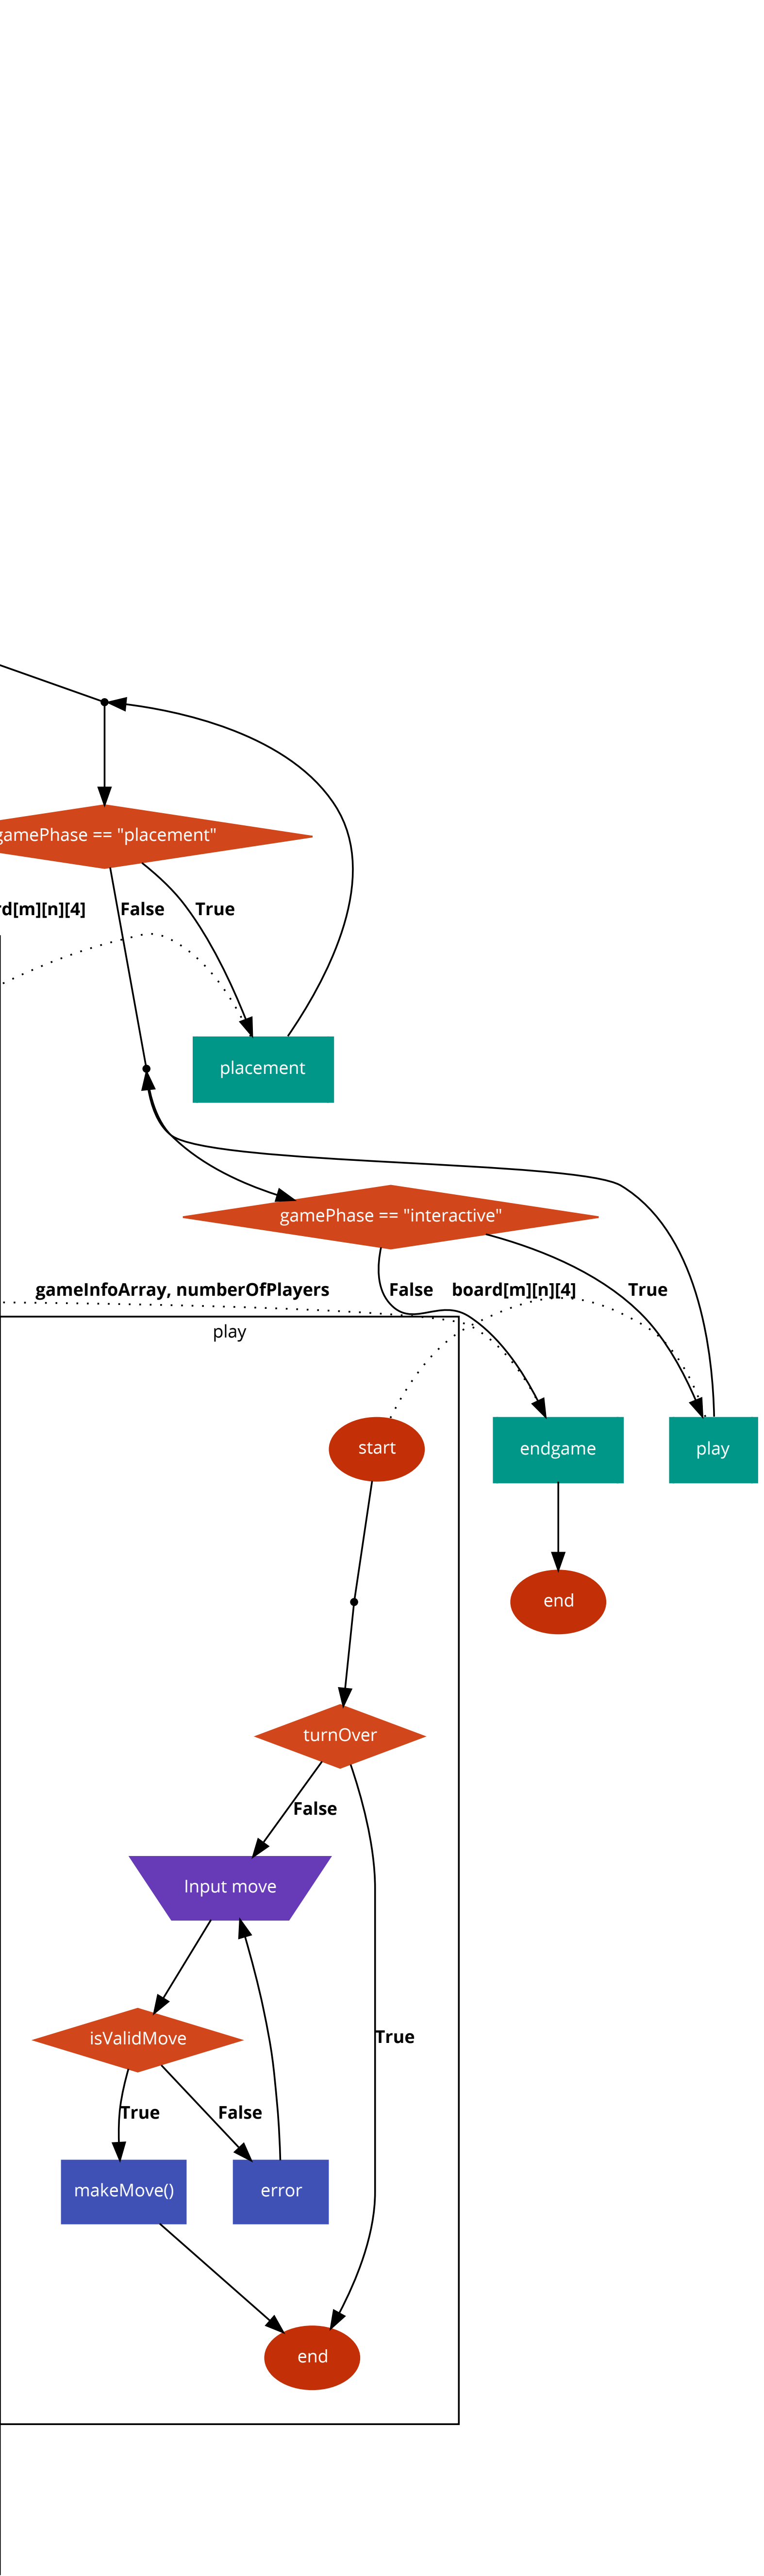 gamePhase == "placement"
rd[m][n][4]
False
True
placement
gamePhase == "interactive"
gameInfoArray, numberOfPlayers
False
board[m][n][4]
True
play
start
endgame
play
end
turnOver
False
Input move
isValidMove
True
True
False
makeMove()
error
end